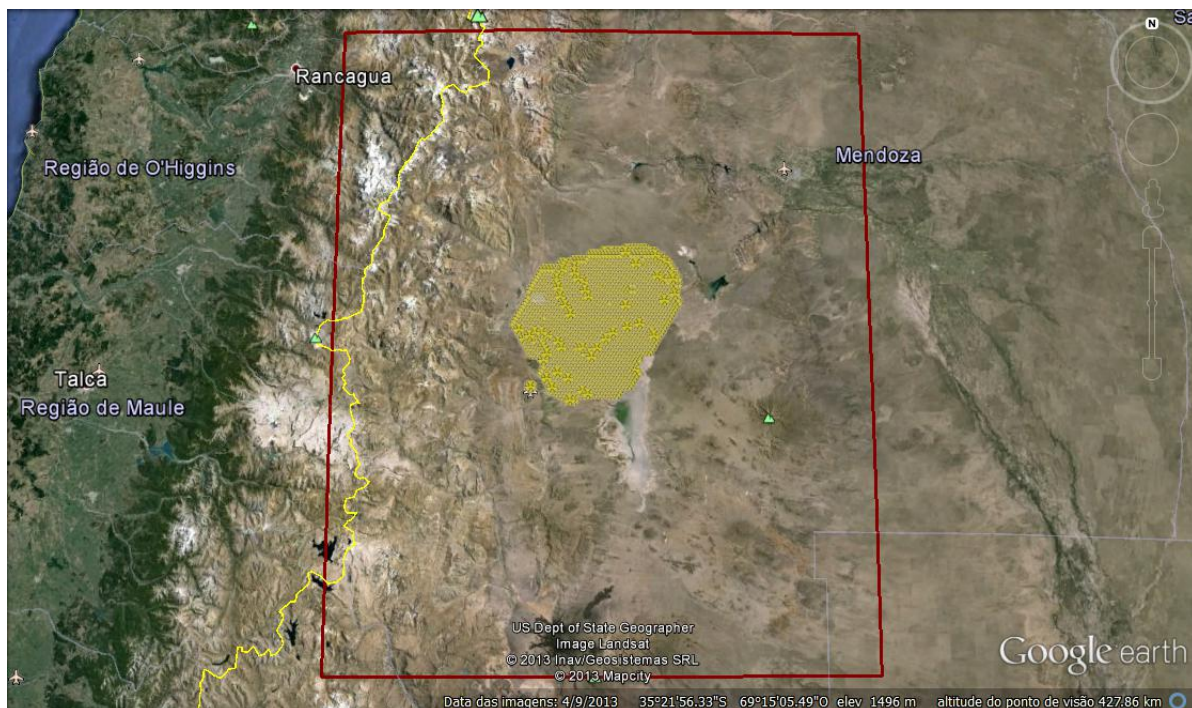 N
Rancagua
Mendoza
Região de O'Higgins
Talca
Região de Maule
US Dept of State Geographer
Image Landsat
© 2013 Inav/Geosistemas SRL
© 2013 Mapcity
Google earth
Data das imagens: 4/9/2013 35°21'56.33"S 69°15'05.49"O elev 1496 m altitude do ponto de visão 427.86 km